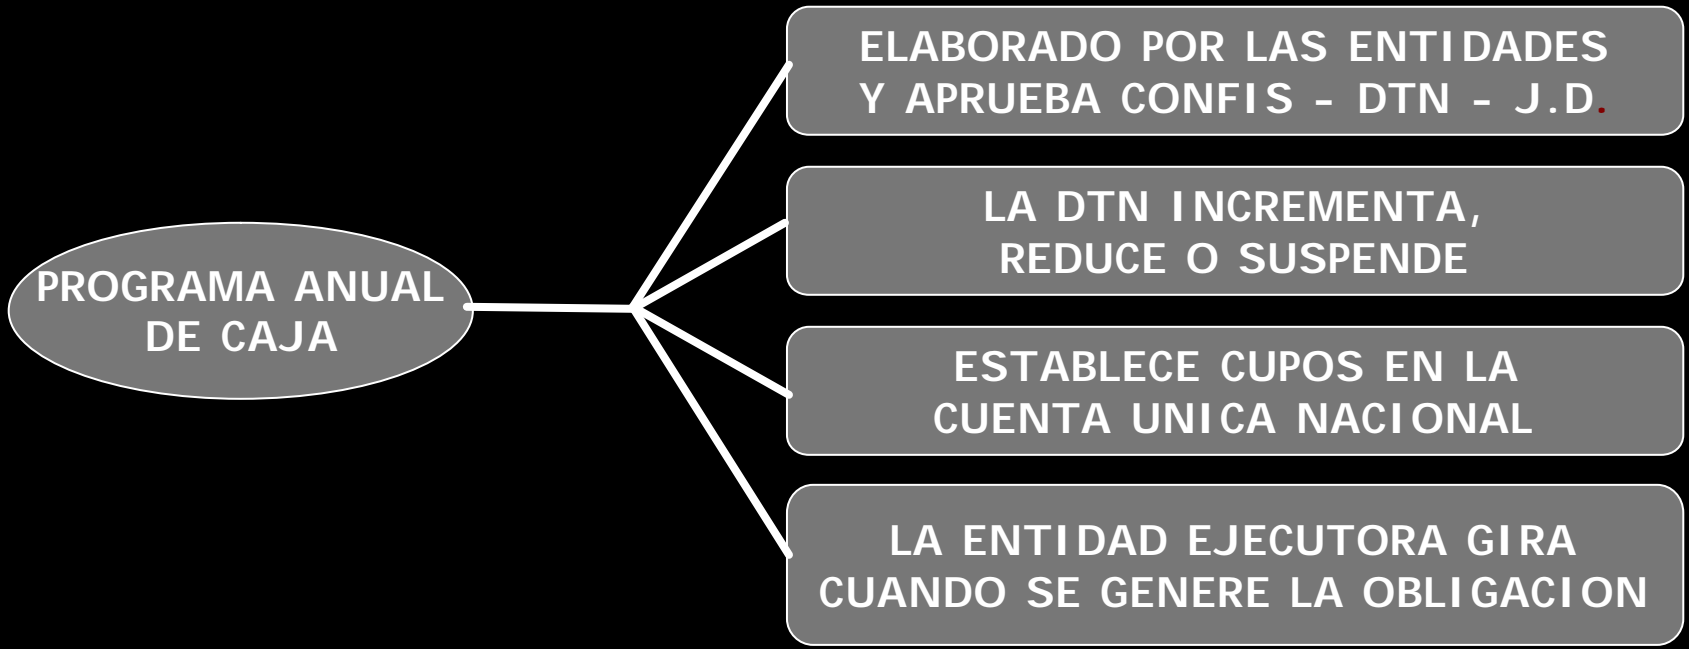 PROGRAMA ANUAL
DE CAJA
ELABORADO POR LAS ENTIDADES
Y APRUEBA CONFIS - DTN - J.D.
LA DTN INCREMENTA,
REDUCE O SUSPENDE
ESTABLECE CUPOS EN LA
CUENTA UNICA NACIONAL
LA ENTIDAD EJECUTORA GIRA
CUANDO SE GENERE LA OBLIGACION